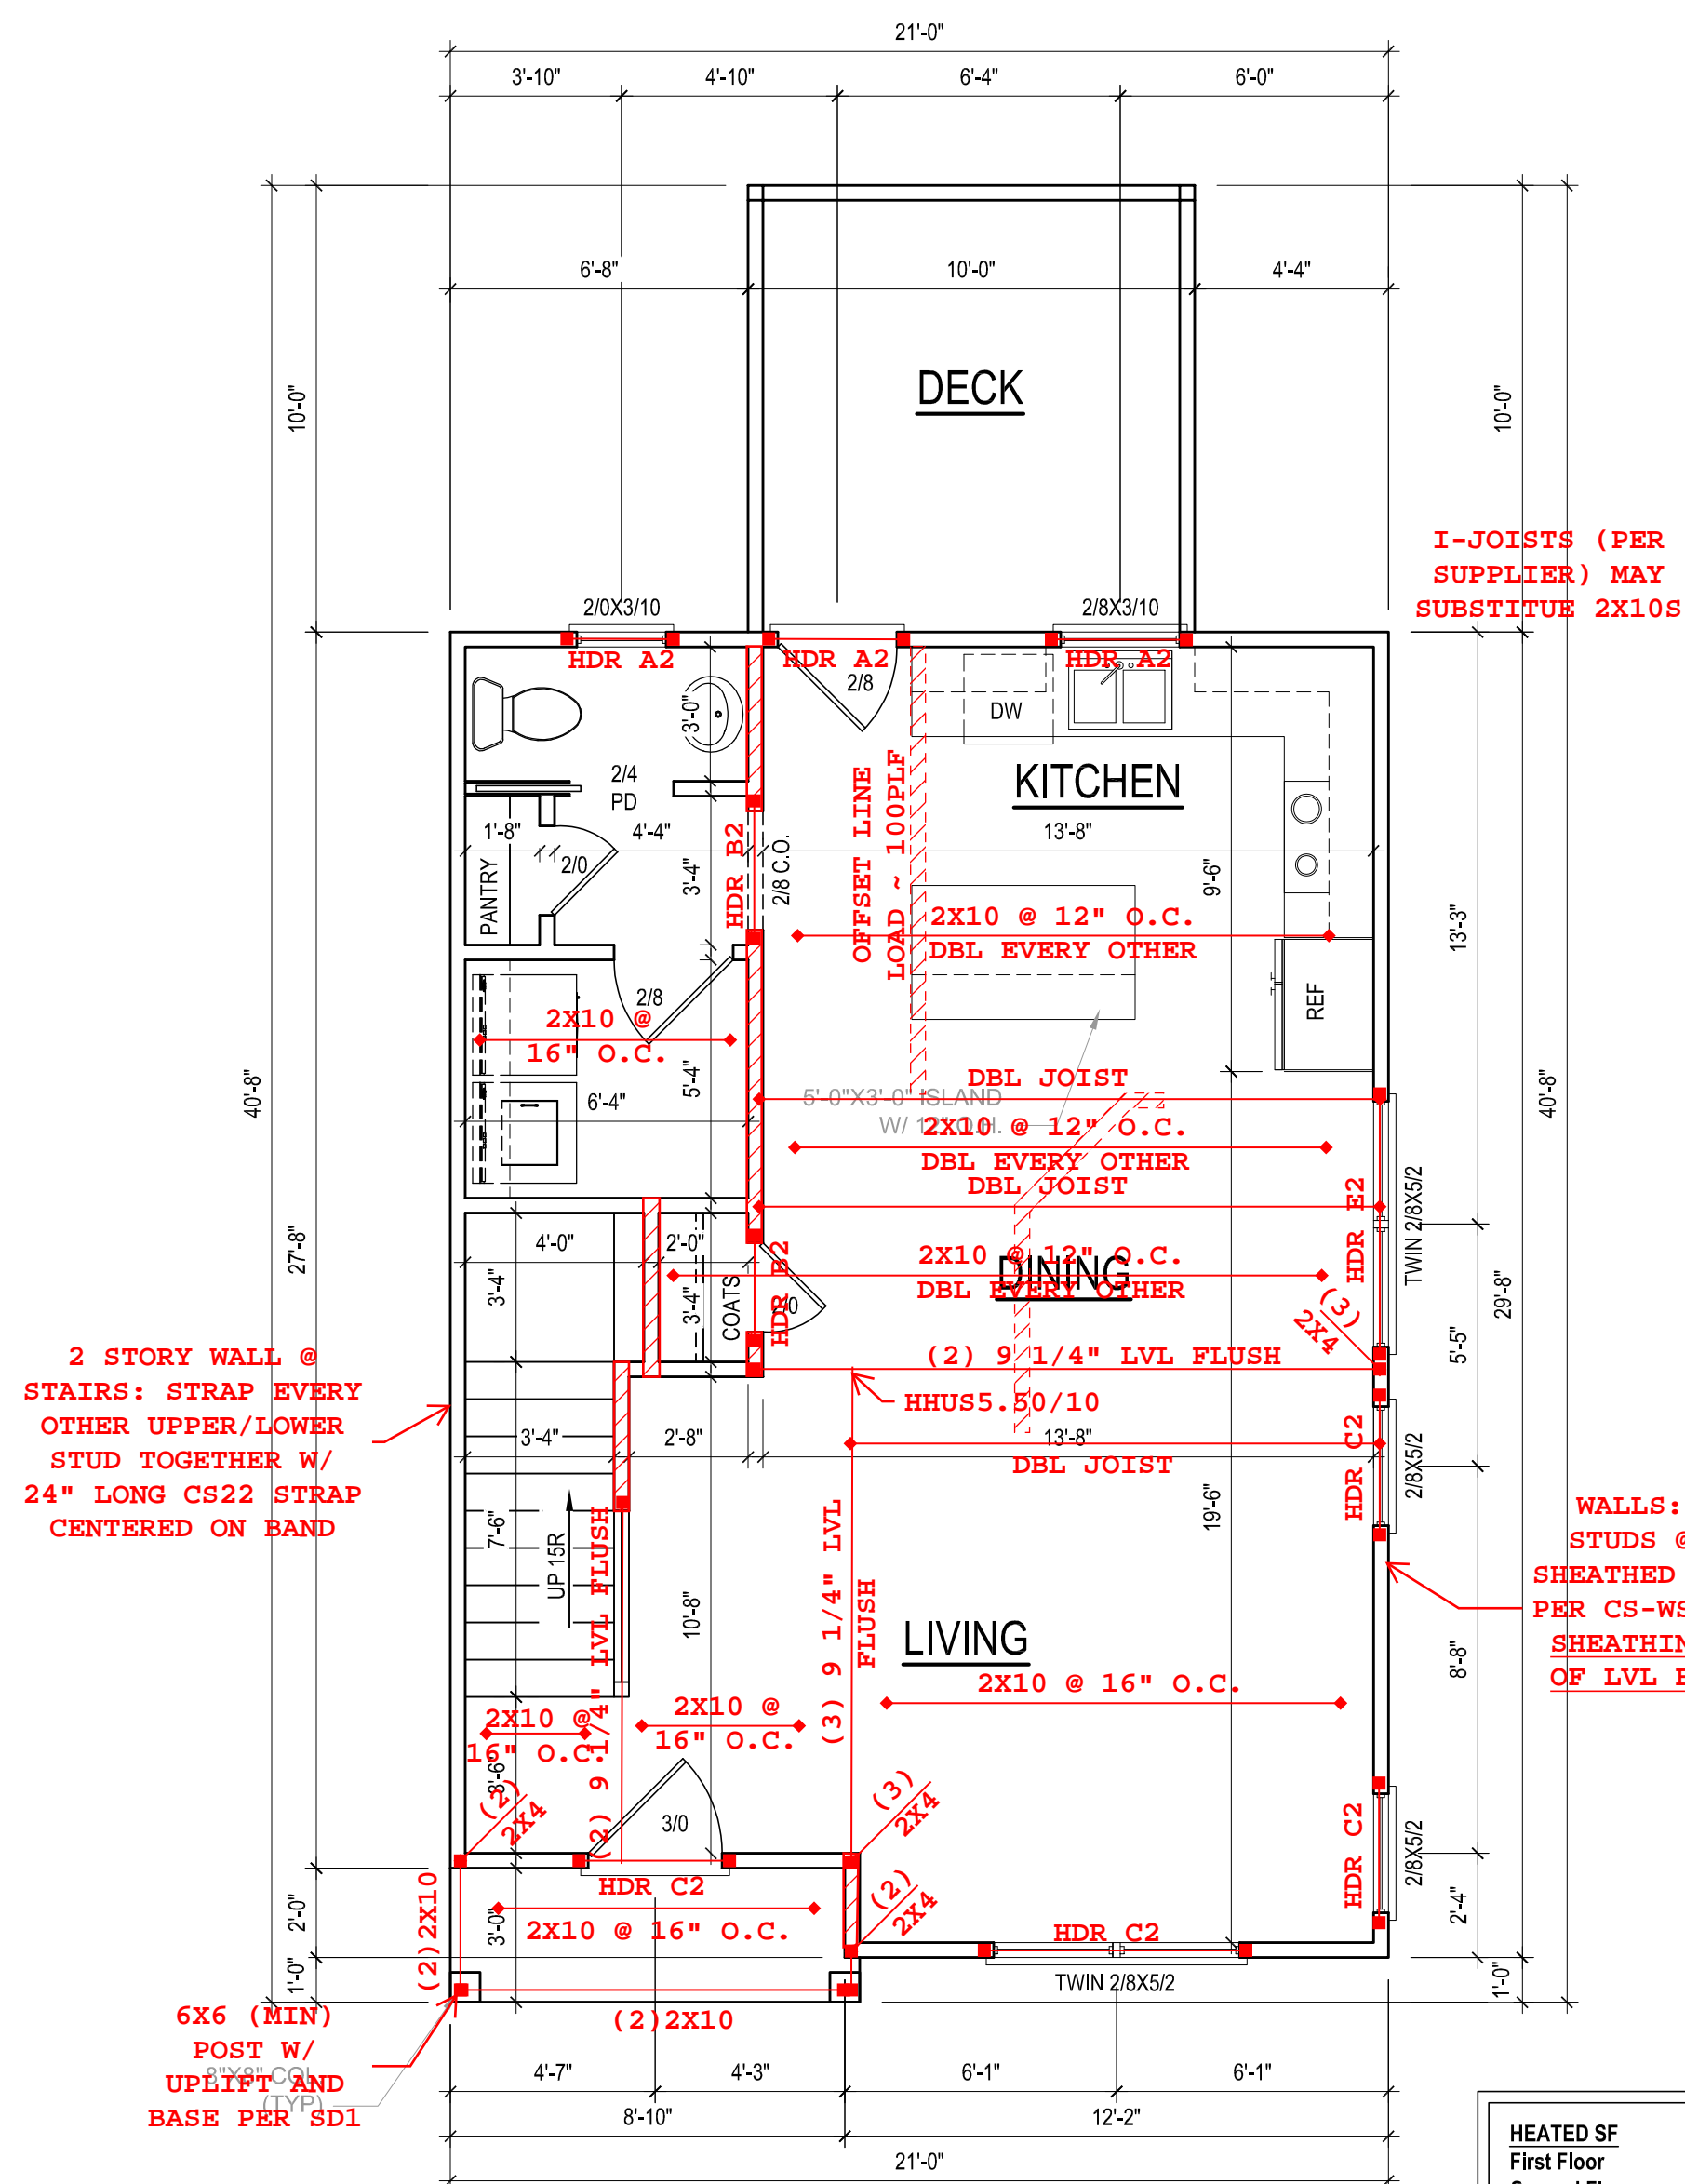 21'-0"
3'-10"
4'-10"
6'-4"
6'-0"
6'-8"
10'-0"
4'-4"
10'-0"
10'-0"
DECK
I-JOISTS (PER
SUPPLIER) MAY
SUBSTITUE 2X10S
2/0X3/10
2/8X3/10
HDR A2
HDR A2
HDR A2
2/8
3'-0"
DW
2/4
PD
KITCHEN
OFFSET LINE
LOAD ~ 100PLF
1'-8"
4'-4"
13'-8"
2/0
PANTRY
3'-4"
HDR B2
2/8 C.O.
9'-6"
2X10 @ 12" O.C.
DBL EVERY OTHER
13'-3"
REF
2/8
2X10 @
16" O.C.
5'-4"
6'-4"
40'-8"
40'-8"
DBL JOIST
5'-0"X3'-0" ISLAND
W/ 12" O.H.
2X10 @ 12" O.C.
DBL EVERY OTHER
DBL JOIST
HDR E2
TWIN 2/8X5/2
27'-8"
4'-0"
2'-0"
3'-4"
3'-4"
COATS
HDR B2
2X10 @ 12" O.C.
DINING
DBL EVERY OTHER
(3)
2X4
29'-8"
5'-5"
(2) 9 1/4" LVL FLUSH
HHUS5.50/10
2 STORY WALL @
STAIRS: STRAP EVERY
OTHER UPPER/LOWER
STUD TOGETHER W/
24" LONG CS22 STRAP
CENTERED ON BAND
3'-4"
2'-8"
13'-8"
DBL JOIST
HDR C2
2/8X5/2
7'-6"
UP 15R
(2) 9 1/4" LVL FLUSH
10'-8"
(3) 9 1/4" LVL
FLUSH
19'-6"
LIVING
WALLS:
STUDS @
SHEATHED
PER CS-WS
SHEATHIN
OF LVL
8'-8"
2X10 @ 16" O.C.
2X10 @
16" O.C.
2X10 @
16" O.C.
(2)
2X4
3/0
(3)
2X4
HDR C2
2/8X5/2
HDR C2
(2)
2X4
(2)2X10
2'-0"
3'-0"
2X10 @ 16" O.C.
HDR C2
2'-4"
1'-0"
TWIN 2/8X5/2
1'-0"
(2)2X10
6X6 (MIN)
POST W/
UPLIFT AND
BASE PER SD1
8"X8" COL
(TYP)
4'-7"
4'-3"
6'-1"
6'-1"
8'-10"
12'-2"
21'-0"
HEATED SF
First Floor